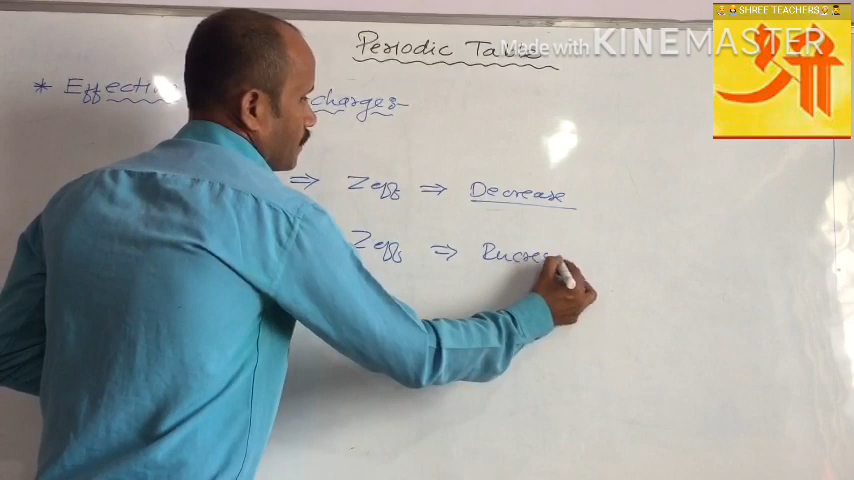 SHREE TEACHERS
Made with KINEMASTER
श्री
Periodic Table
* Effecti charges-
⇒ Zeff ⇒ Decrease
Zeff ⇒ Increa